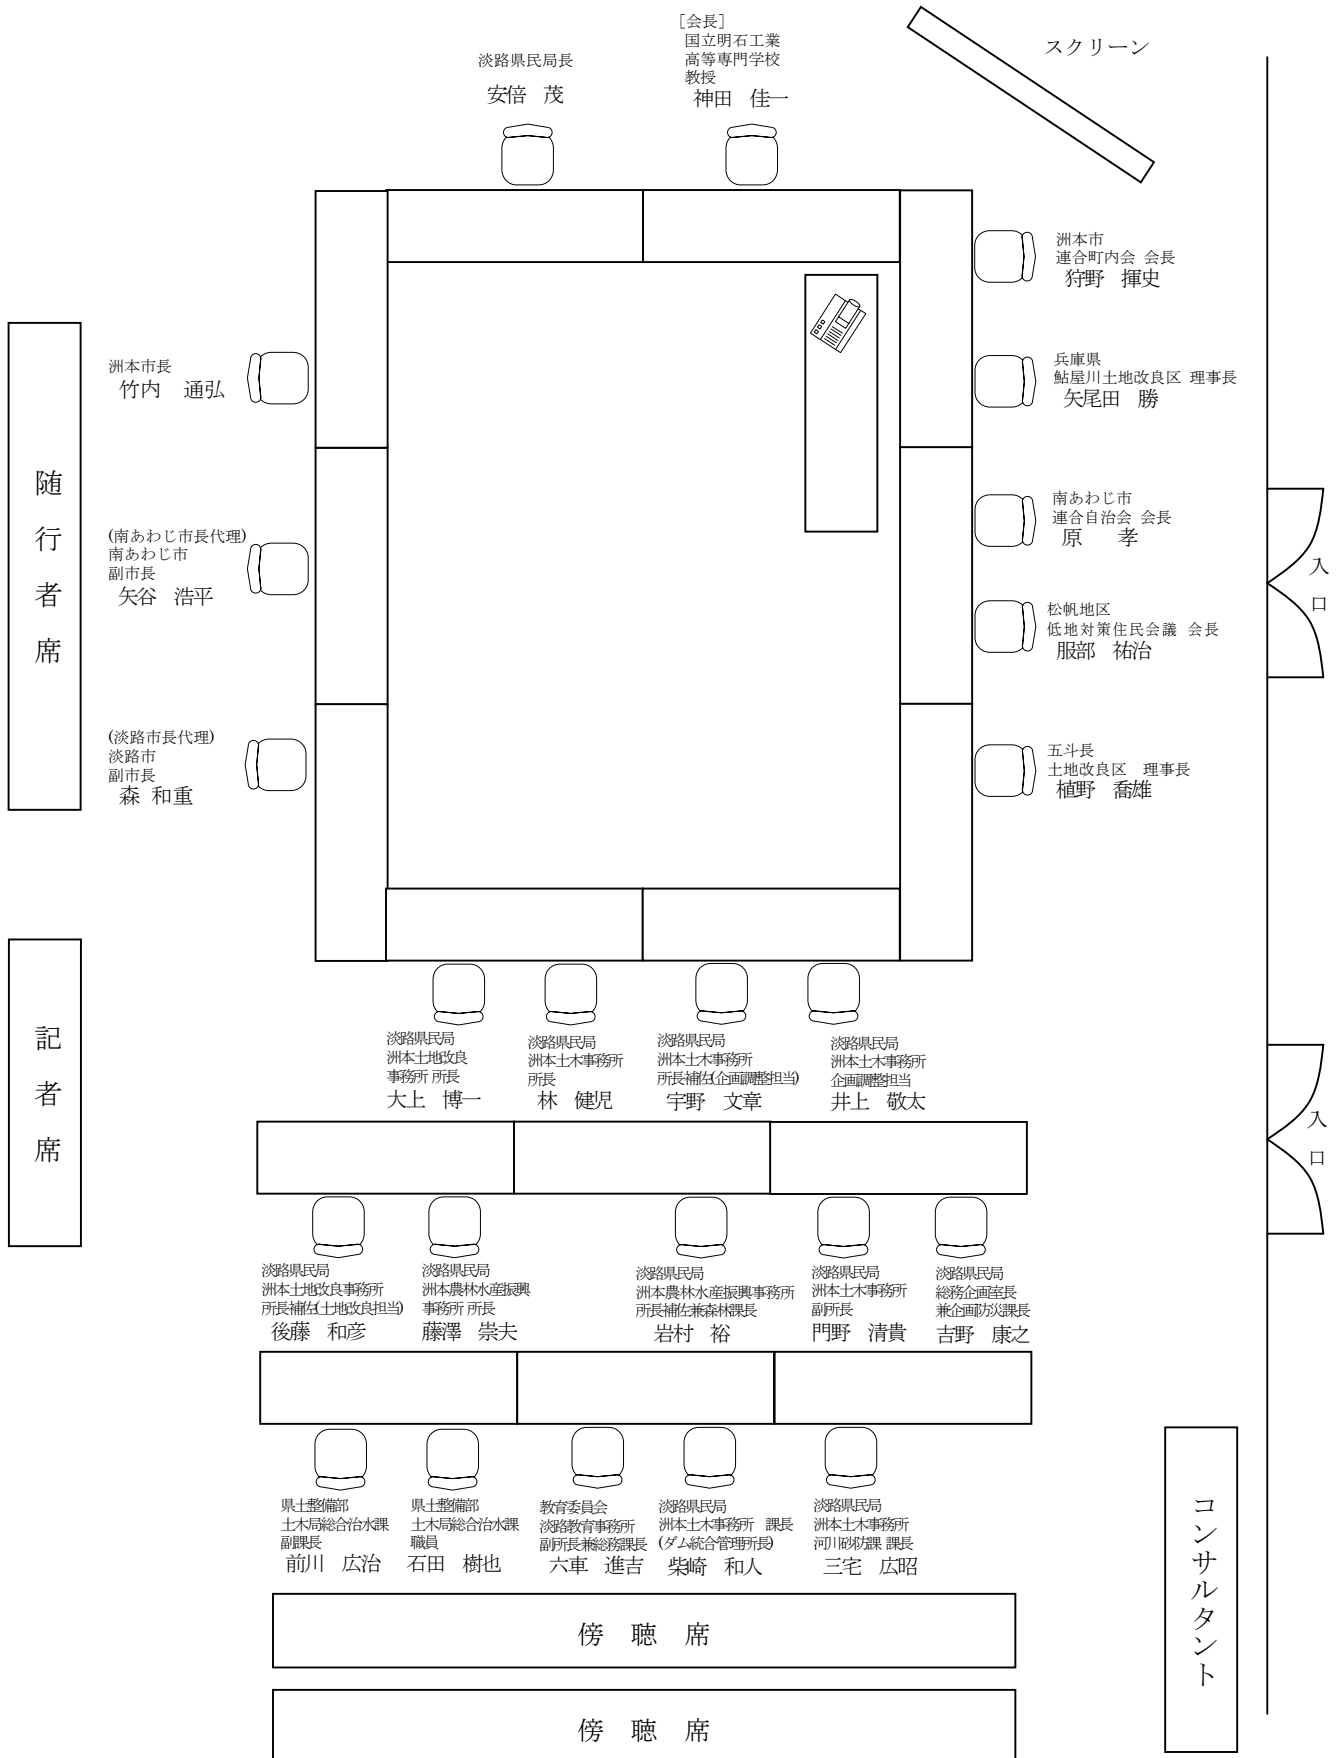 ［会長］
国立明石工業
高等専門学校
教授
神田　佳一
淡路県民局長
安倍　茂
スクリーン
洲本市
連合町内会 会長
狩野　揮史
兵庫県
鮎屋川土地改良区 理事長
矢尾田　勝
南あわじ市
連合自治会 会長
原　　孝
松帆地区
低地対策住民会議 会長
服部　祐治
五斗長
土地改良区　理事長
植野　喬雄
洲本市長
竹内　通弘
(南あわじ市長代理)
南あわじ市
副市長
矢谷　浩平
(淡路市長代理)
淡路市
副市長
森 和重
随行者席
記者席
入口
入口
淡路県民局
洲本土地改良
事務所 所長
大上　博一
淡路県民局
洲本土木事務所
所長
林　健児
淡路県民局
洲本土木事務所
所長補佐(企画調整担当)
宇野　文章
淡路県民局
洲本土木事務所
企画調整担当
井上　敬太
淡路県民局
洲本土地改良事務所
所長補佐(土地改良担当)
後藤　和彦
淡路県民局
洲本農林水産振興
事務所 所長
藤澤　崇夫
淡路県民局
洲本農林水産振興事務所
所長補佐兼森林課長
岩村　裕
淡路県民局
洲本土木事務所
副所長
門野　清貴
淡路県民局
総務企画室長
兼企画防災課長
吉野　康之
県土整備部
土木局総合治水課
副課長
前川　広治
県土整備部
土木局総合治水課
職員
石田　樹也
教育委員会
淡路教育事務所
副所長兼総務課長
六車　進吉
淡路県民局
洲本土木事務所　課長
(ダム統合管理所長)
柴崎　和人
淡路県民局
洲本土木事務所
河川砂防課 課長
三宅　広昭
コンサルタント
傍　聴　席
傍　聴　席